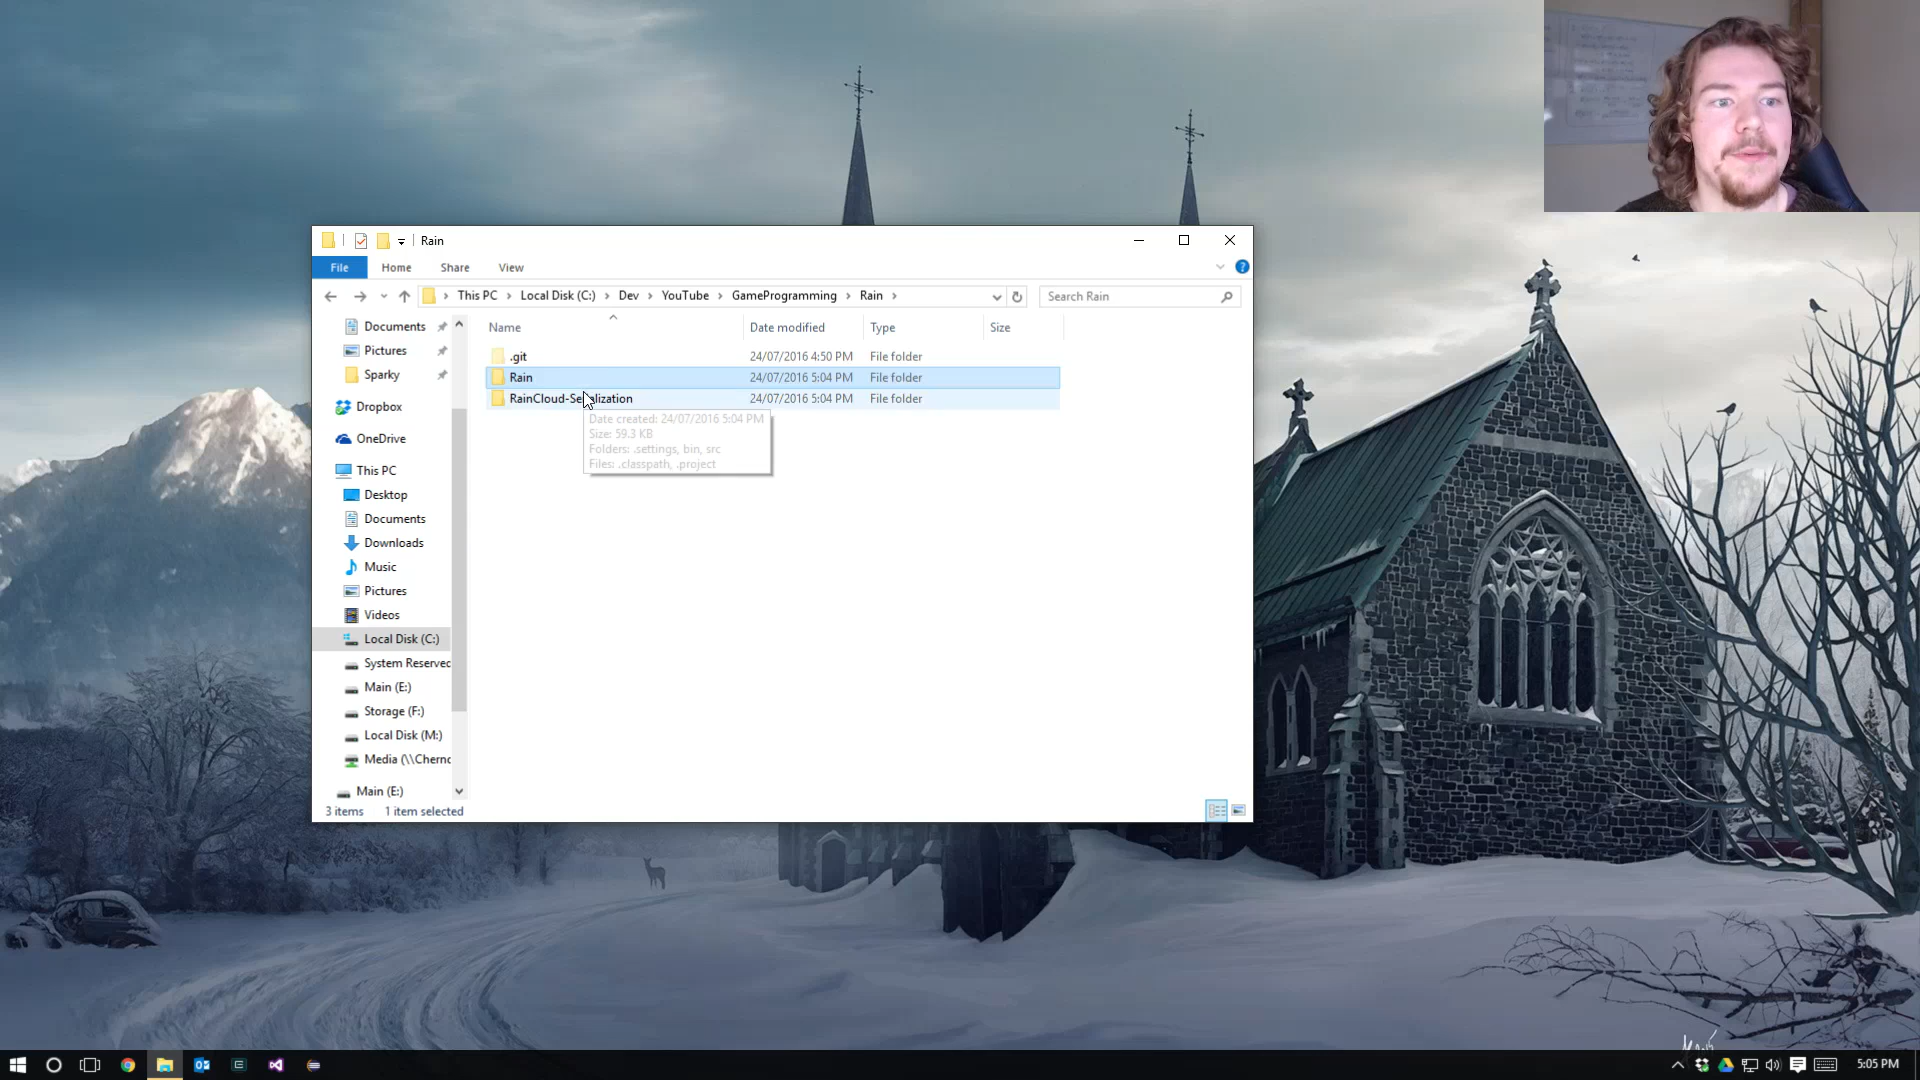 Rain
File Home Share View
This PC Local Disk (C:) Dev YouTube GameProgramming Rain
Search Rain
Name Date modified Type Size
.git 24/07/2016 4:50 PM File folder
Rain 24/07/2016 5:04 PM File folder
RainCloud-Se ization 24/07/2016 5:04 PM File folder
Date created: 24/07/2016 5:04 PM
Size: 59.3 KB
Folders: .settings, bin, src
Files: .classpath, .project
Documents
Pictures
Sparky
Dropbox
OneDrive
This PC
Desktop
Documents
Downloads
Music
Pictures
Videos
Local Disk (C:)
System Reserved
Main (E:)
Storage (F:)
Local Disk (M:)
Media (\\Cherno
Main (E:)
3 items 1 item selected
5:05 PM